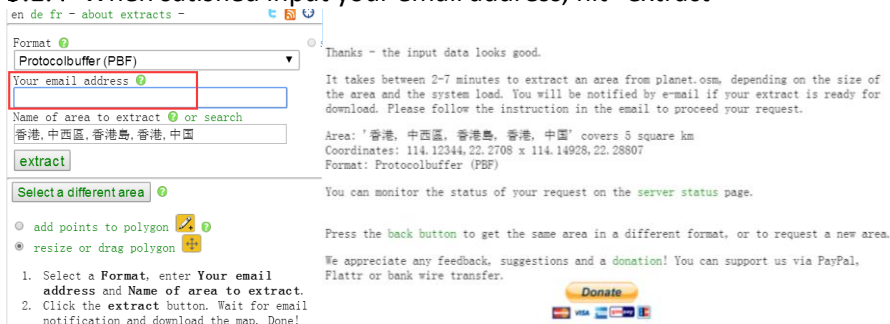 en de fr - about extracts -
Format
Protocolbuffer (PBF)
Your email address
Name of area to extract or search
香港, 中西區, 香港島, 香港, 中国
extract
Select a different area
add points to polygon
resize or drag polygon
1. Select a Format, enter Your email
address and Name of area to extract.
2. Click the extract button. Wait for email
notification and download the map. Done!
Thanks - the input data looks good.
It takes between 2-7 minutes to extract an area from planet.osm, depending on the size of
the area and the system load. You will be notified by e-mail if your extract is ready for
download. Please follow the instruction in the email to proceed your request.
Area: '香港, 中西區, 香港島, 香港, 中国' covers 5 square km
Coordinates: 114.12344,22.2708 x 114.14928,22.28807
Format: Protocolbuffer (PBF)
You can monitor the status of your request on the server status page.
Press the back button to get the same area in a different format, or to request a new area.
We appreciate any feedback, suggestions and a donation! You can support us via PayPal,
Flattr or bank wire transfer.
Donate
VISA